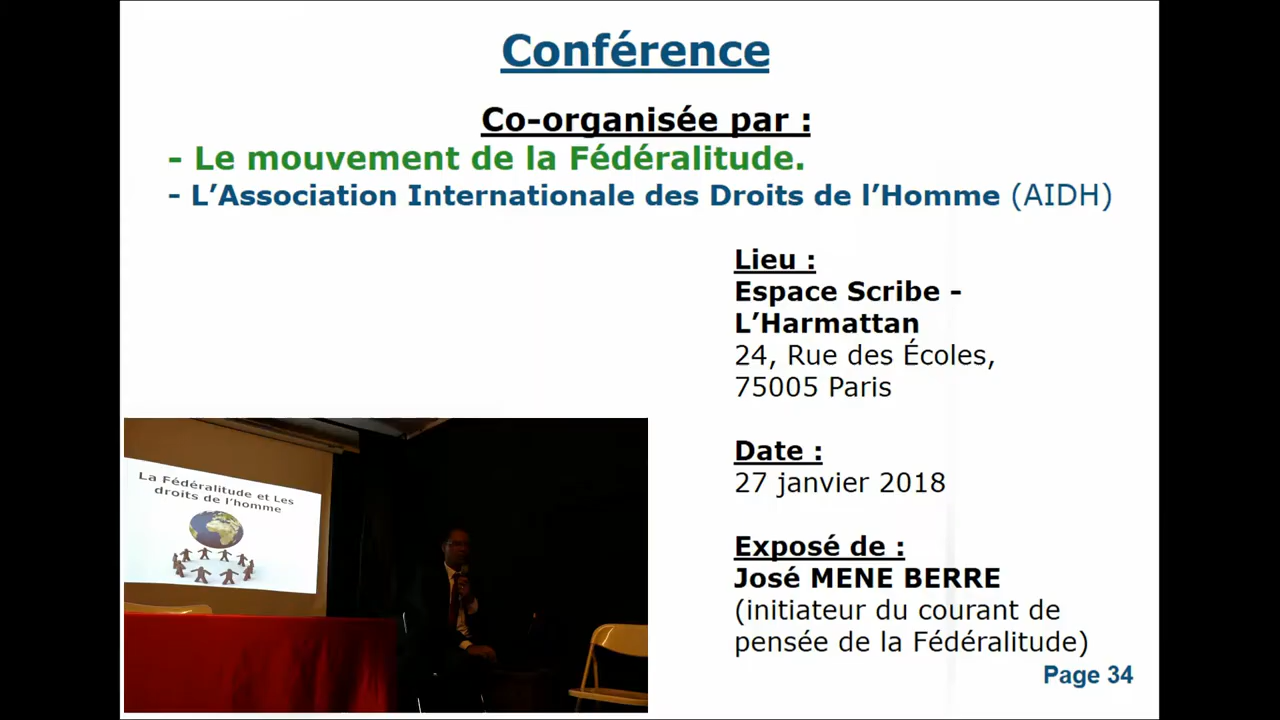 Conférence
Co-organisée par :
- Le mouvement de la Fédéralitude.
- L’Association Internationale des Droits de l’Homme (AIDH)
Lieu :
Espace Scribe -
L’Harmattan
24, Rue des Écoles,
75005 Paris
Date :
27 janvier 2018
Exposé de :
José MENE BERRE
(initiateur du courant de
pensée de la Fédéralitude)
Page 34
La Fédéralitude et Les
droits de l’homme